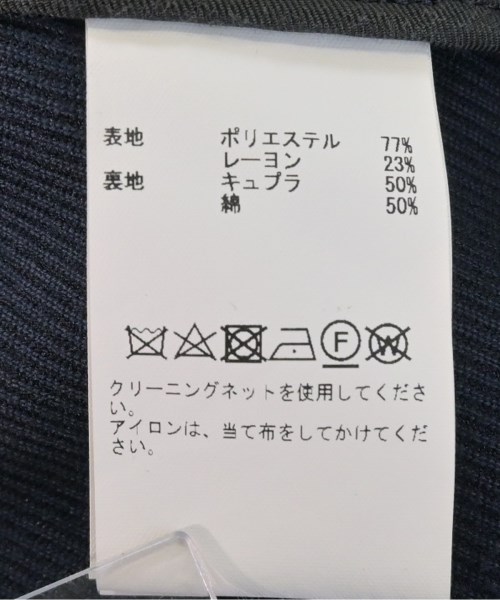 表地 ポリエステル 77%
レーヨン 23%
裏地 キュプラ 50%
綿 50%
F W
クリーニングネットを使用してくださ
い。
アイロンは、当て布をしてかけてくだ
さい。